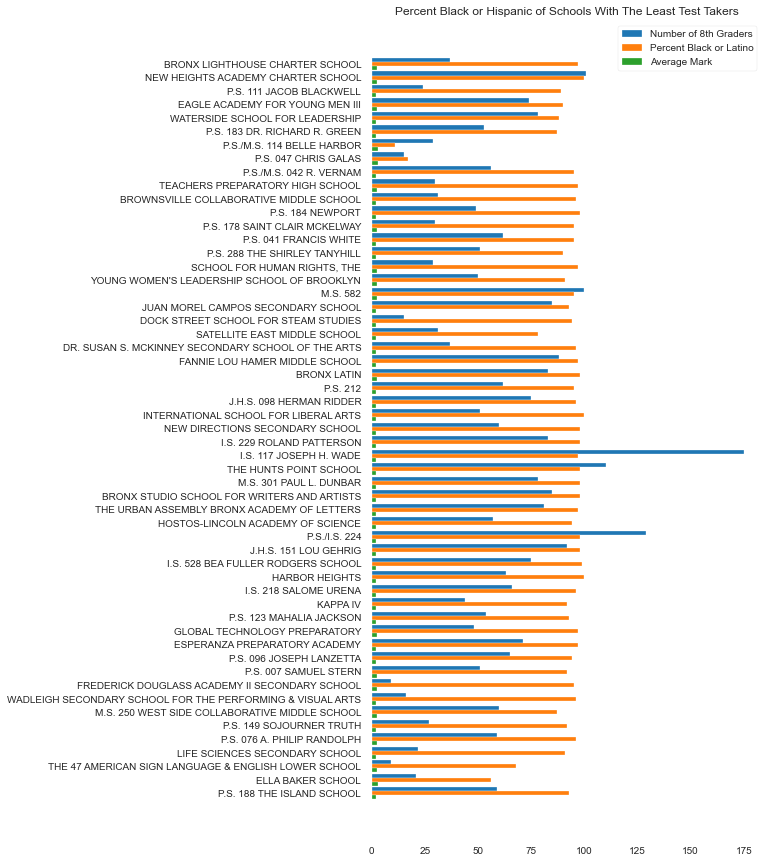 Percent Black or Hispanic of Schools With The Least Test Takers
Number of 8th Graders
Percent Black or Latino
Average Mark
BRONX LIGHTHOUSE CHARTER SCHOOL
NEW HEIGHTS ACADEMY CHARTER SCHOOL
P.S. 111 JACOB BLACKWELL
EAGLE ACADEMY FOR YOUNG MEN III
WATERSIDE SCHOOL FOR LEADERSHIP
P.S. 183 DR. RICHARD R. GREEN
P.S./M.S. 114 BELLE HARBOR
P.S. 047 CHRIS GALAS
P.S./M.S. 042 R. VERNAM
TEACHERS PREPARATORY HIGH SCHOOL
BROWNSVILLE COLLABORATIVE MIDDLE SCHOOL
P.S. 184 NEWPORT
P.S. 178 SAINT CLAIR MCKELWAY
P.S. 041 FRANCIS WHITE
P.S. 288 THE SHIRLEY TANYHILL
SCHOOL FOR HUMAN RIGHTS, THE
YOUNG WOMEN'S LEADERSHIP SCHOOL OF BROOKLYN
M.S. 582
JUAN MOREL CAMPOS SECONDARY SCHOOL
DOCK STREET SCHOOL FOR STEAM STUDIES
SATELLITE EAST MIDDLE SCHOOL
DR. SUSAN S. MCKINNEY SECONDARY SCHOOL OF THE ARTS
FANNIE LOU HAMER MIDDLE SCHOOL
BRONX LATIN
P.S. 212
J.H.S. 098 HERMAN RIDDER
INTERNATIONAL SCHOOL FOR LIBERAL ARTS
NEW DIRECTIONS SECONDARY SCHOOL
I.S. 229 ROLAND PATTERSON
I.S. 117 JOSEPH H. WADE
THE HUNTS POINT SCHOOL
M.S. 301 PAUL L. DUNBAR
BRONX STUDIO SCHOOL FOR WRITERS AND ARTISTS
THE URBAN ASSEMBLY BRONX ACADEMY OF LETTERS
HOSTOS-LINCOLN ACADEMY OF SCIENCE
P.S./I.S. 224
J.H.S. 151 LOU GEHRIG
I.S. 528 BEA FULLER RODGERS SCHOOL
HARBOR HEIGHTS
I.S. 218 SALOME URENA
KAPPA IV
P.S. 123 MAHALIA JACKSON
GLOBAL TECHNOLOGY PREPARATORY
ESPERANZA PREPARATORY ACADEMY
P.S. 096 JOSEPH LANZETTA
P.S. 007 SAMUEL STERN
FREDERICK DOUGLASS ACADEMY II SECONDARY SCHOOL
WADLEIGH SECONDARY SCHOOL FOR THE PERFORMING & VISUAL ARTS
M.S. 250 WEST SIDE COLLABORATIVE MIDDLE SCHOOL
P.S. 149 SOJOURNER TRUTH
P.S. 076 A. PHILIP RANDOLPH
LIFE SCIENCES SECONDARY SCHOOL
THE 47 AMERICAN SIGN LANGUAGE & ENGLISH LOWER SCHOOL
ELLA BAKER SCHOOL
P.S. 188 THE ISLAND SCHOOL
0 25 50 75 100 125 150 175